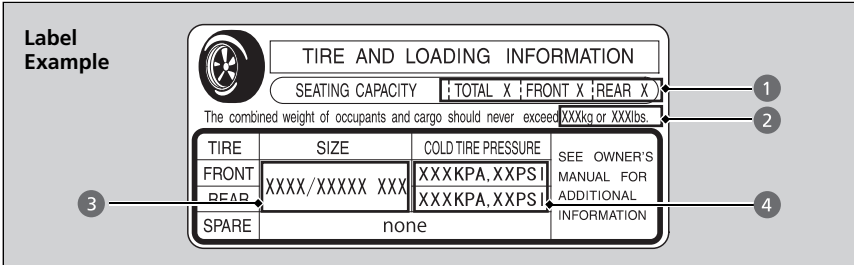 Label
Example
TIRE AND LOADING INFORMATION
SEATING CAPACITY TOTAL X FRONT X REAR X
1
The combined weight of occupants and cargo should never exceed XXXkg or XXXlbs.
2
TIRE SIZE COLD TIRE PRESSURE
SEE OWNER'S
MANUAL FOR
ADDITIONAL
INFORMATION
FRONT XXXX/XXXXX XXX XXXKPA,XXPSI
REAR XXXKPA,XXPSI
3
4
SPARE none